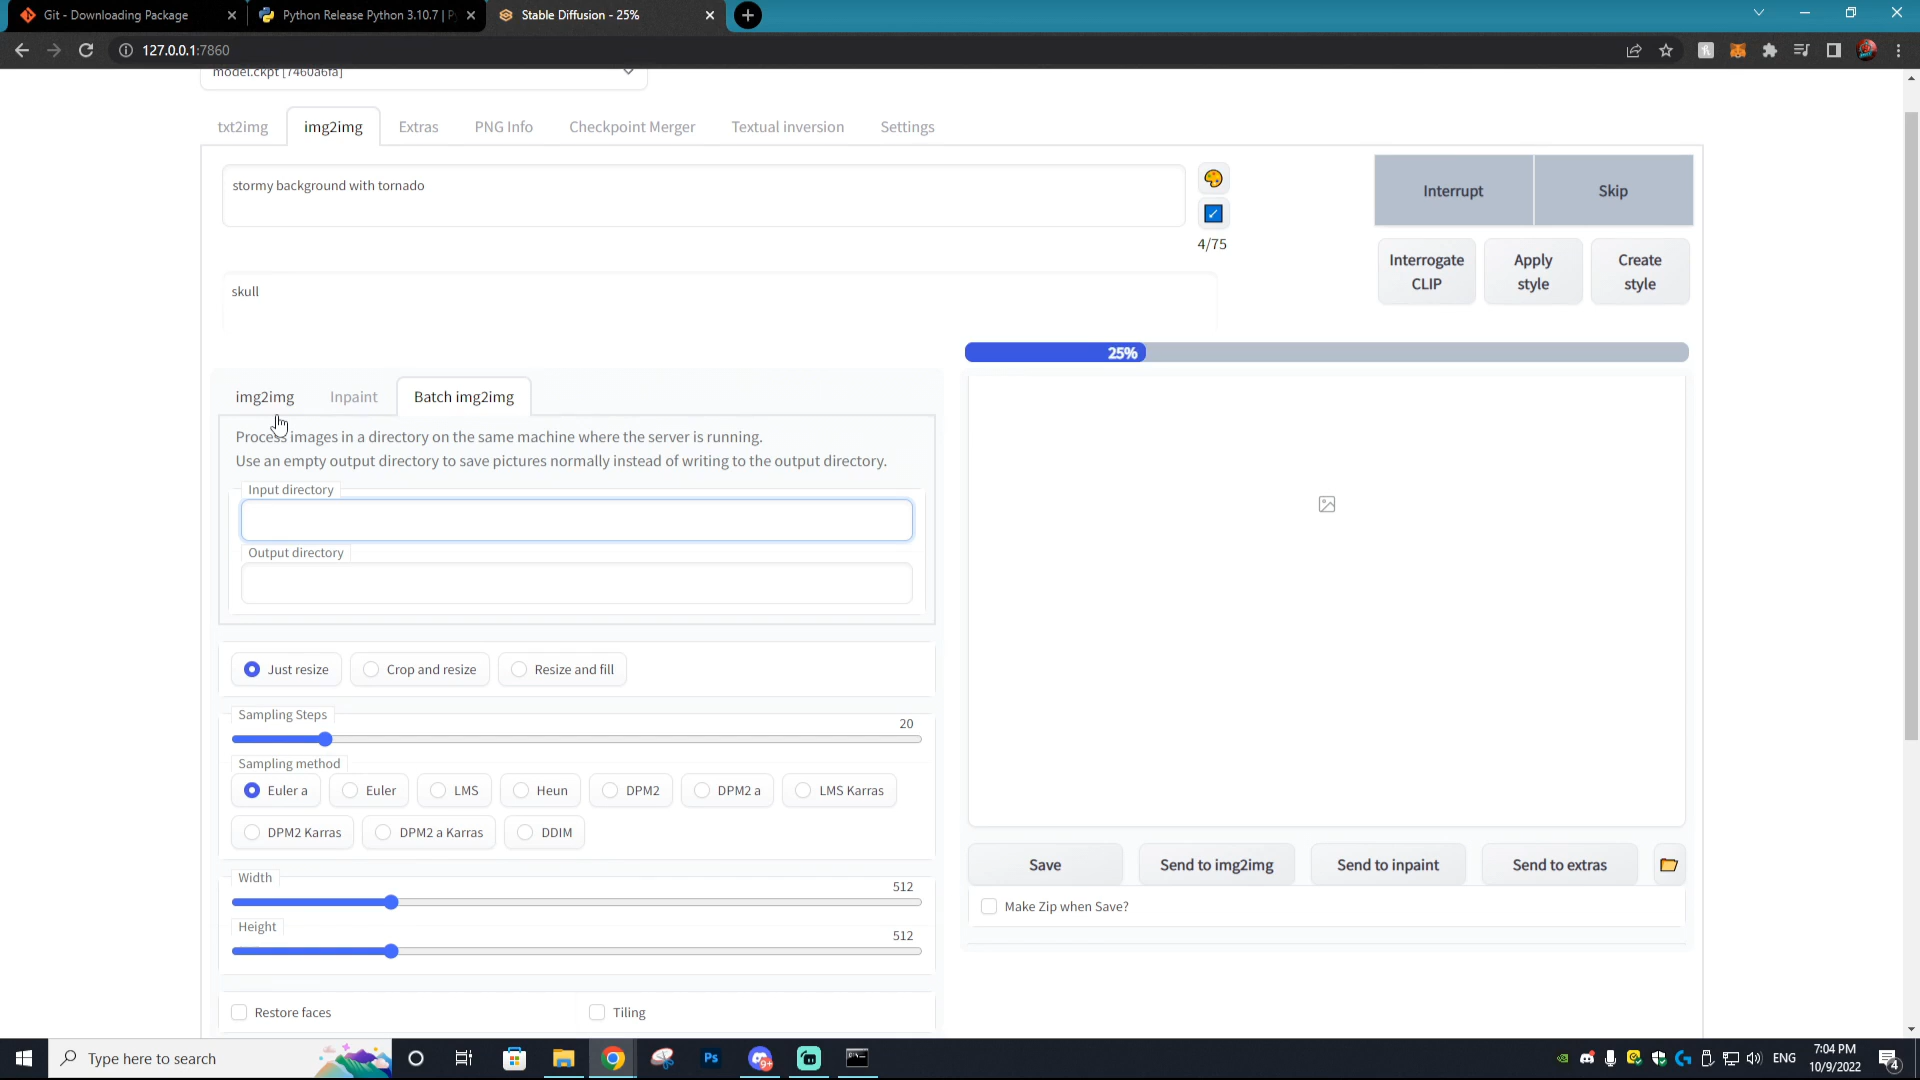 Git - Downloading Package
Python Release Python 3.10.7 | Py
Stable Diffusion - 25%
127.0.0.1:7860
model.ckpt [7460a6fa]
txt2img
img2img
Extras
PNG Info
Checkpoint Merger
Textual inversion
Settings
stormy background with tornado
4/75
Interrupt
Skip
Interrogate
CLIP
Apply
style
Create
style
skull
25%
img2img
Inpaint
Batch img2img
Process images in a directory on the same machine where the server is running.
Use an empty output directory to save pictures normally instead of writing to the output directory.
Input directory
Output directory
Just resize
Crop and resize
Resize and fill
Sampling Steps
20
Sampling method
Euler a
Euler
LMS
Heun
DPM2
DPM2 a
LMS Karras
DPM2 Karras
DPM2 a Karras
DDIM
Width
512
Height
512
Restore faces
Tiling
Save
Send to img2img
Send to inpaint
Send to extras
Make Zip when Save?
Type here to search
Ps
9+
ENG
7:04 PM
10/9/2022
4